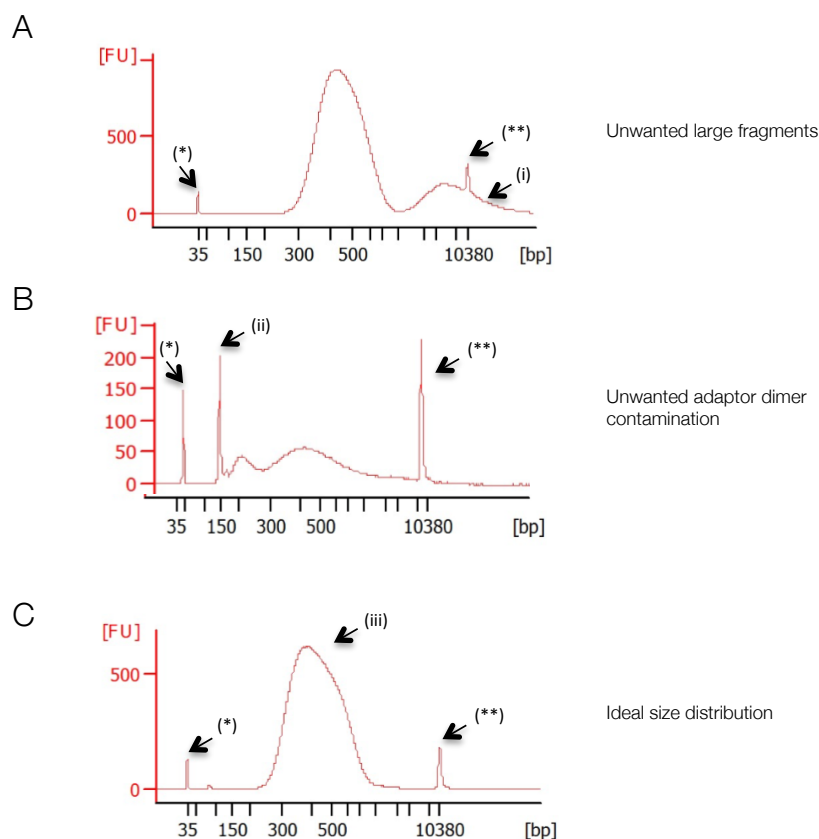 A
[FU]
500
0
(*)
(**)
(i)
35 150 300 500 10380 [bp]
Unwanted large fragments
B
[FU]
200
150
100
50
0
(*)
(ii)
(**)
35 150 300 500 10380 [bp]
Unwanted adaptor dimer
contamination
C
[FU]
500
0
(*)
(iii)
(**)
35 150 300 500 10380 [bp]
Ideal size distribution